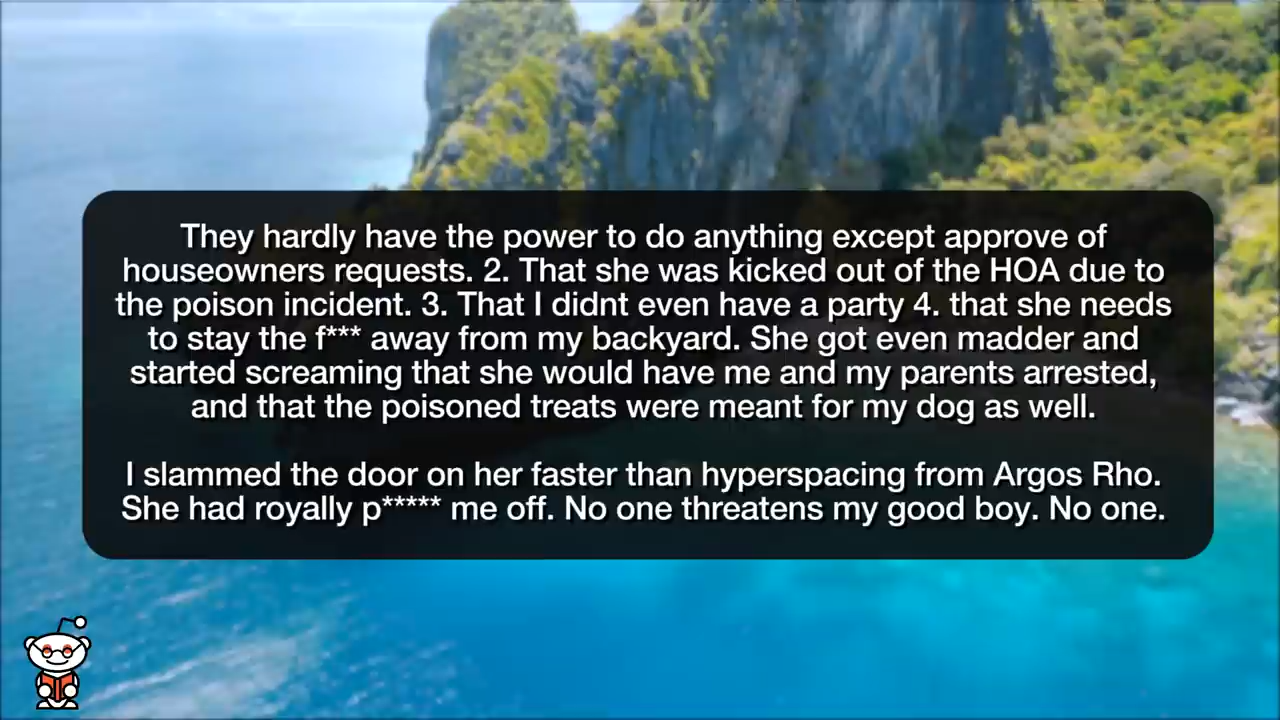 They hardly have the power to do anything except approve of
houseowners requests. 2. That she was kicked out of the HOA due to
the poison incident. 3. That I didnt even have a party 4. that she needs
to stay the f*** away from my backyard. She got even madder and
started screaming that she would have me and my parents arrested,
and that the poisoned treats were meant for my dog as well.
I slammed the door on her faster than hyperspacing from Argos Rho.
She had royally p***** me off. No one threatens my good boy. No one.